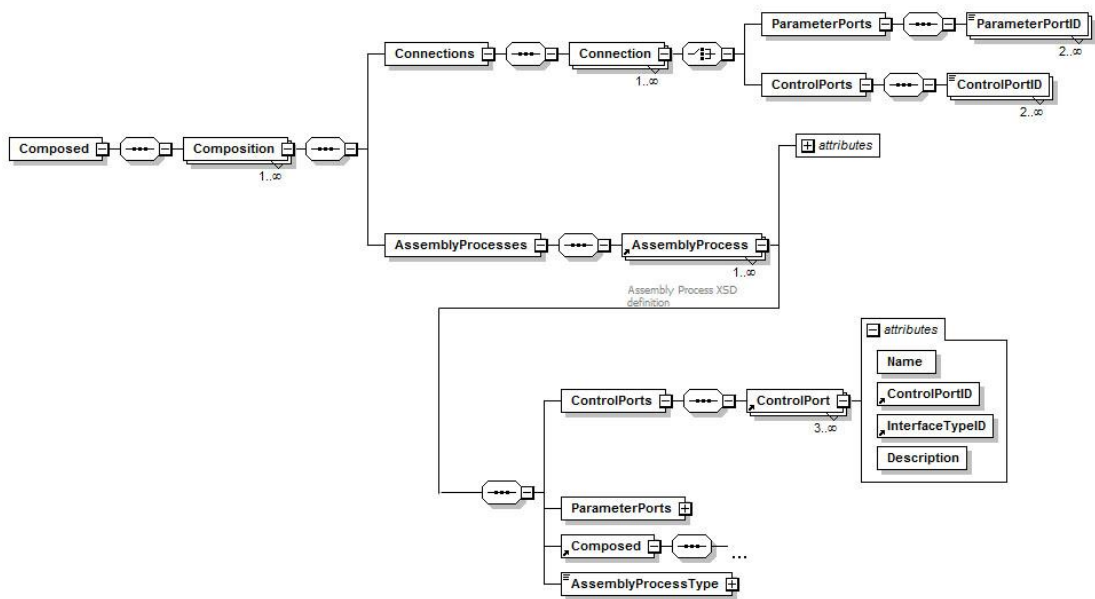 Connections
Connection
1..∞
ParameterPorts
ParameterPortID
2..∞
ControlPorts
ControlPortID
2..∞
Composed
Composition
1..∞
attributes
AssemblyProcesses
AssemblyProcess
1..∞
Assembly Process XSD
definition
attributes
Name
ControlPortID
InterfaceTypeID
Description
ControlPorts
ControlPort
3..∞
ParameterPorts
Composed
...
AssemblyProcessType